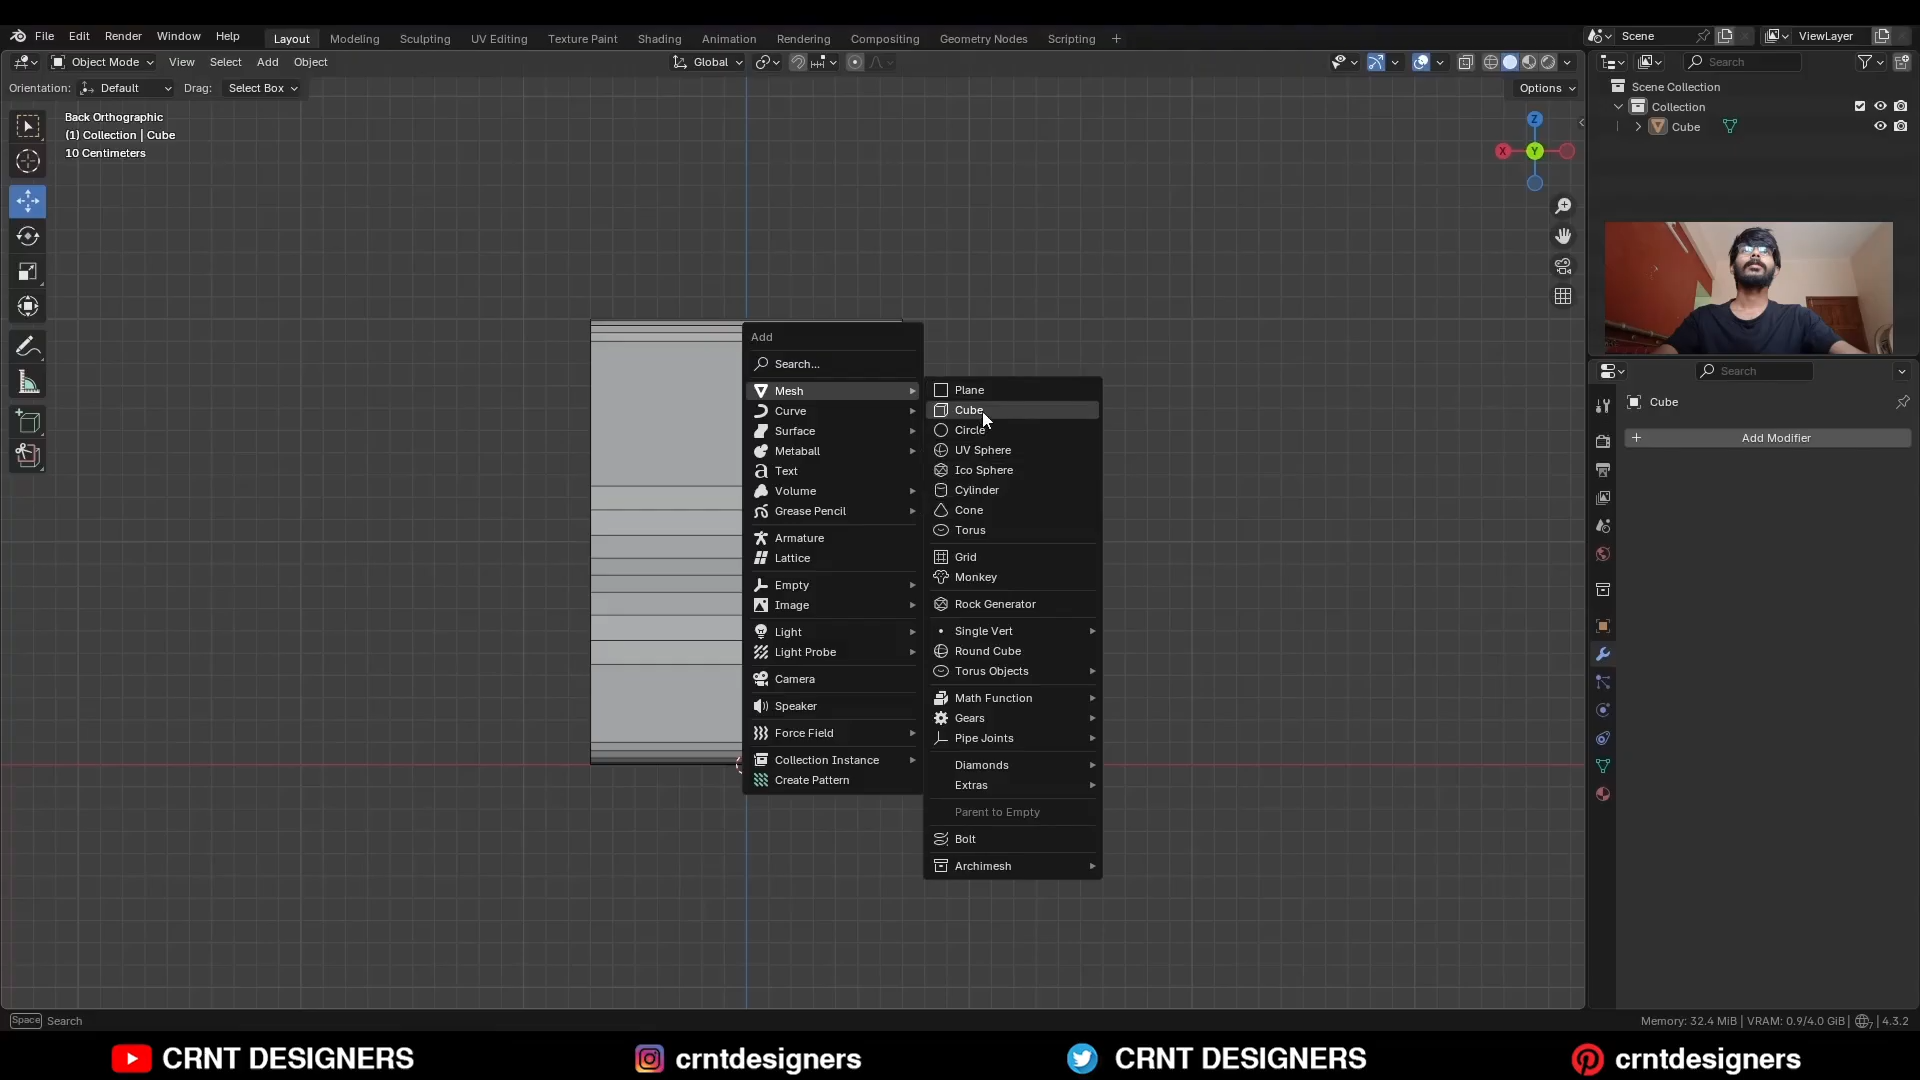 File Edit Render Window Help Layout Modeling Sculpting UV Editing Texture Paint Shading Animation Rendering Compositing Geometry Nodes Scripting + Scene ViewLayer
Object Mode View Select Add Object Global Search
Orientation: Default Drag: Select Box Options
Scene Collection
Collection
Cube
Back Orthographic
(1) Collection | Cube
10 Centimeters
Z
X Y
Add
Search...
Mesh
Curve
Surface
Metaball
Text
Volume
Grease Pencil
Armature
Lattice
Empty
Image
Light
Light Probe
Camera
Speaker
Force Field
Collection Instance
Create Pattern
Plane
Cube
Circle
UV Sphere
Ico Sphere
Cylinder
Cone
Torus
Grid
Monkey
Rock Generator
Single Vert
Round Cube
Torus Objects
Math Function
Gears
Pipe Joints
Diamonds
Extras
Parent to Empty
Bolt
Archimesh
Search
Cube
+ Add Modifier
Space Search
Memory: 32.4 MiB | VRAM: 0.9/4.0 GiB | 7 | 4.3.2
CRNT DESIGNERS crntdesigners CRNT DESIGNERS crntdesigners